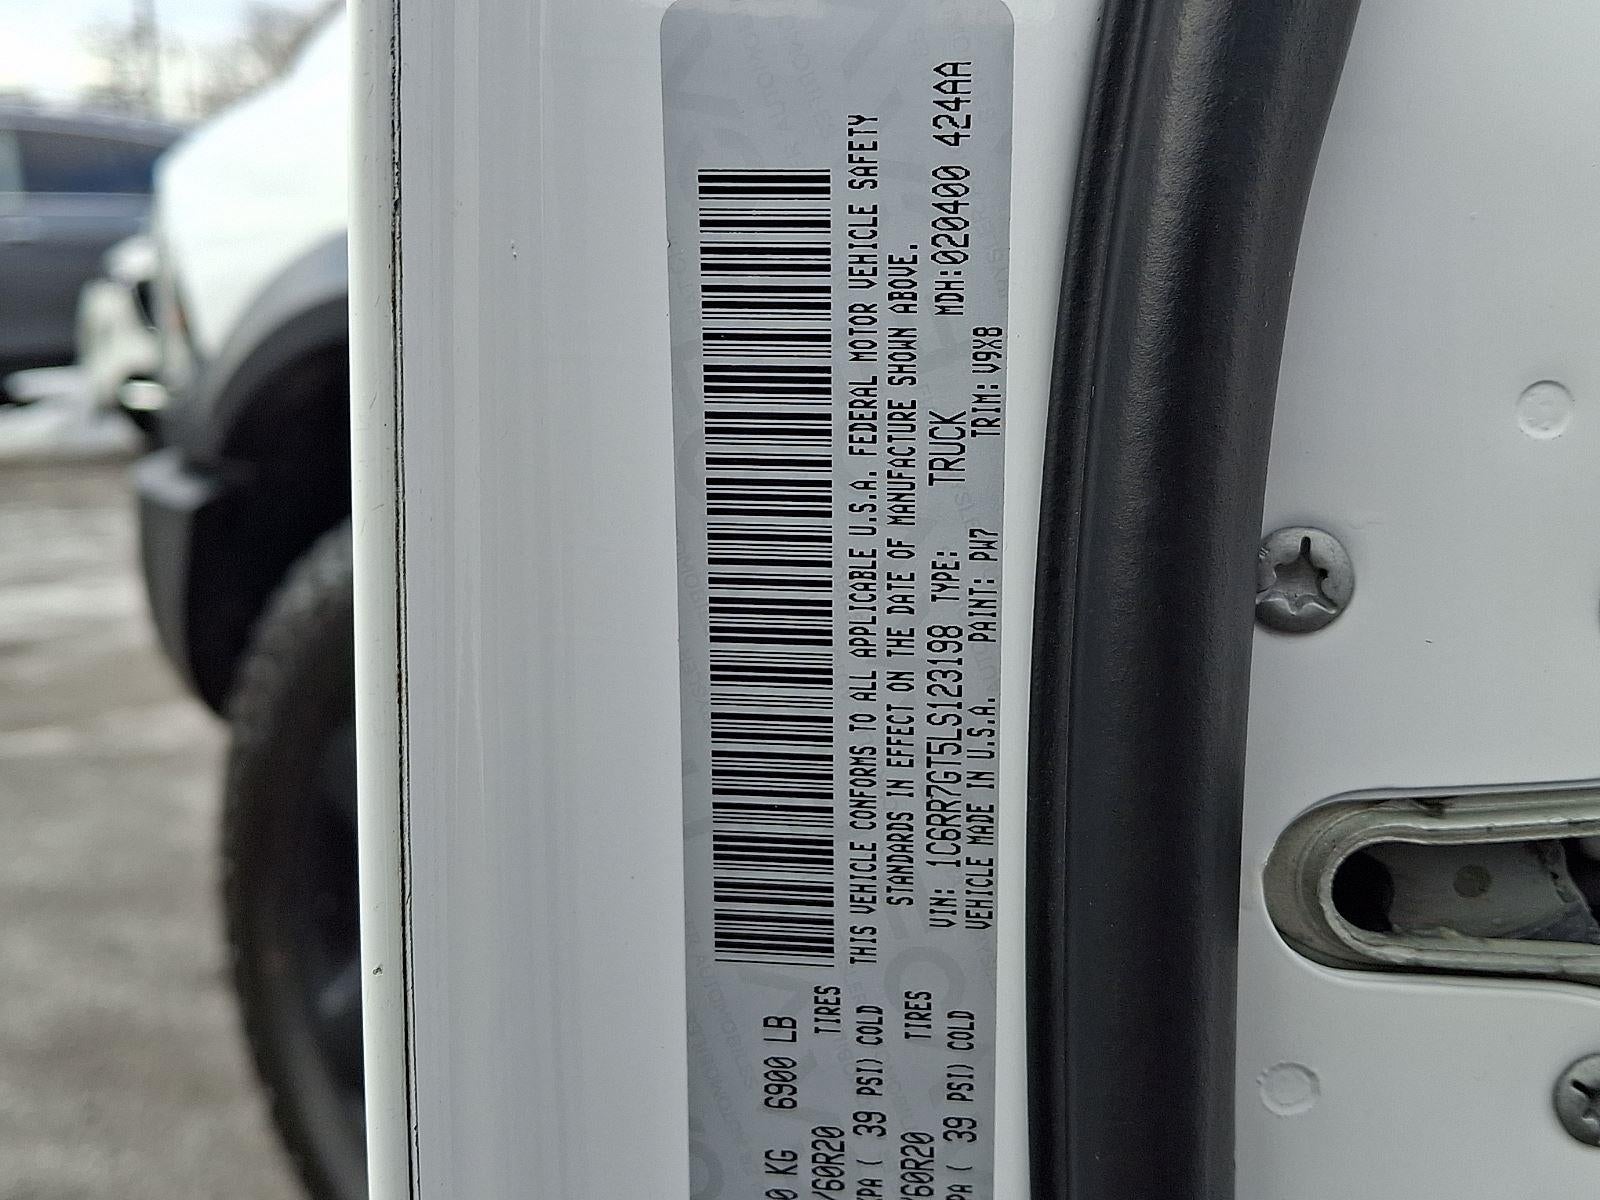 0 KG 6900 LB
/60R20 TIRES
KPA ( 39 PSI) COLD
/60R20 TIRES
PA ( 39 PSI) COLD
THIS VEHICLE CONFORMS TO ALL APPLICABLE U.S.A. FEDERAL MOTOR VEHICLE SAFETY
STANDARDS IN EFFECT ON THE DATE OF MANUFACTURE SHOWN ABOVE.
VIN: 1C6RR7GT5LS123198 TYPE: TRUCK MDH:020400 424AA
VEHICLE MADE IN U.S.A. PAINT: PW7 TRIM: V9X8